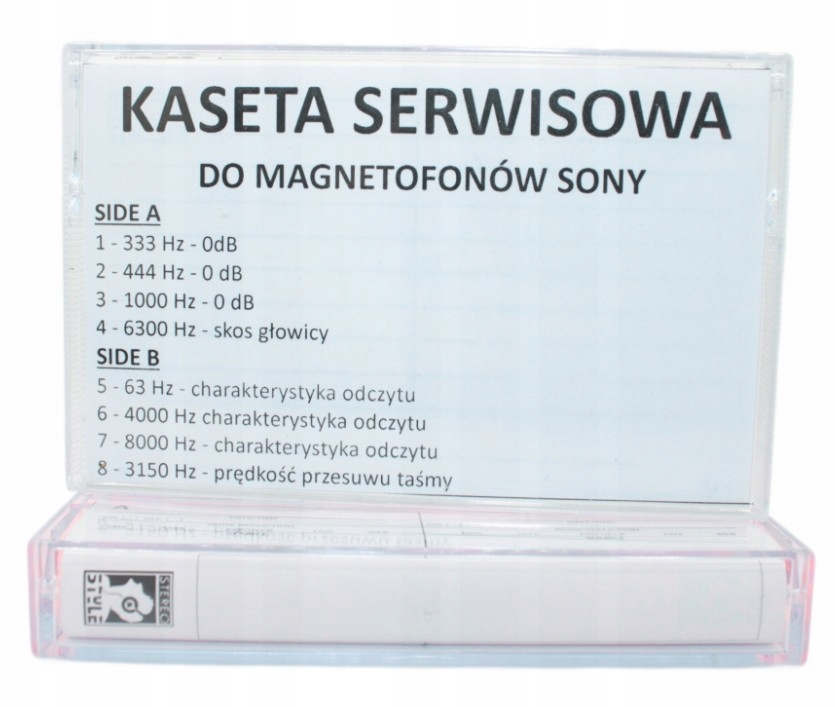 KASETA SERWISOWA
DO MAGNETOFONÓW SONY
SIDE A
1 - 333 Hz - 0dB
2 - 444 Hz - 0 dB
3 - 1000 Hz - 0 dB
4 - 6300 Hz - skos głowicy
SIDE B
5 - 63 Hz - charakterystyka odczytu
6 - 4000 Hz charakterystyka odczytu
7 - 8000 Hz - charakterystyka odczytu
8 - 3150 Hz - prędkość przesuwu taśmy
STEREO
STYLE